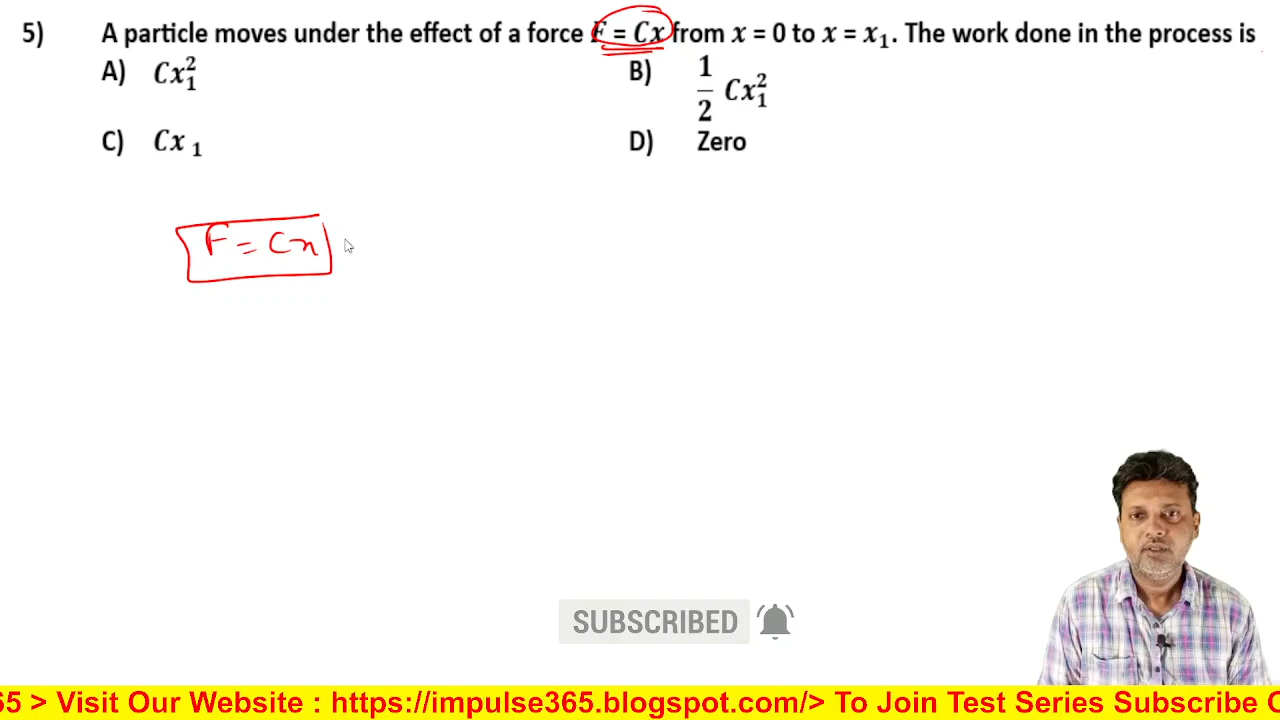 5) A particle moves under the effect of a force F = Cx from x = 0 to x = x₁. The work done in the process is
A) Cx₁² B) 1/2 Cx₁²
C) Cx ₁ D) Zero
F = Cx
SUBSCRIBED
65 > Visit Our Website : https://impulse365.blogspot.com/> To Join Test Series Subscribe